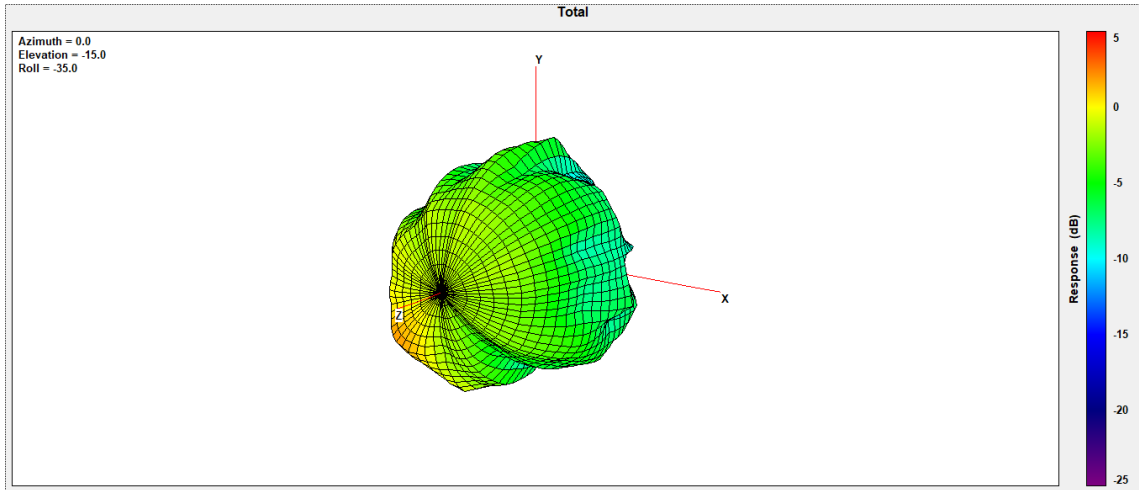 Total
Azimuth = 0.0
Elevation = -15.0
Roll = -35.0
Y
X
Z
5
0
-5
-10
-15
-20
-25
Response (dB)